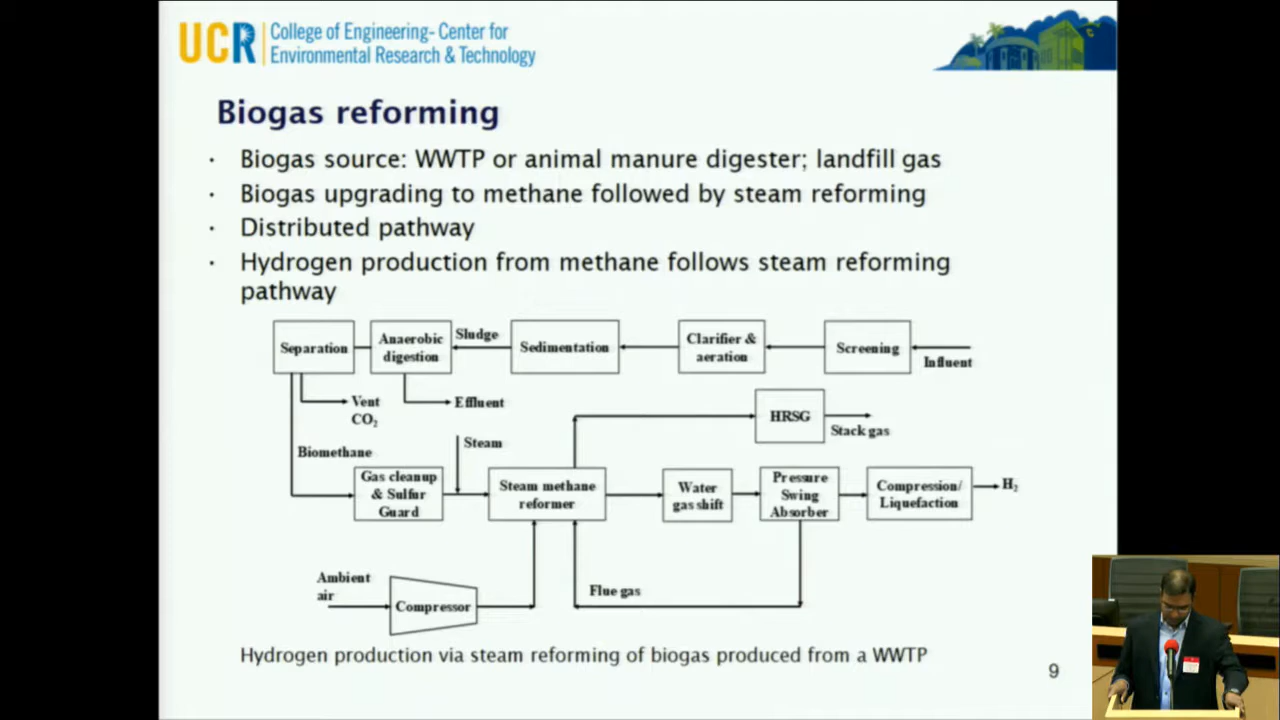 UCR
College of Engineering- Center for
Environmental Research & Technology
Biogas reforming
· Biogas source: WWTP or animal manure digester; landfill gas
· Biogas upgrading to methane followed by steam reforming
· Distributed pathway
· Hydrogen production from methane follows steam reforming
pathway
Separation
Anaerobic
digestion
Sludge
Sedimentation
Clarifier &
aeration
Screening
Influent
Vent
CO₂
Effluent
HRSG
Stack gas
Biomethane
Steam
Gas cleanup
& Sulfur
Guard
Steam methane
reformer
Water
gas shift
Pressure
Swing
Absorber
Compression/
Liquefaction
H₂
Ambient
air
Compressor
Flue gas
Hydrogen production via steam reforming of biogas produced from a WWTP
9